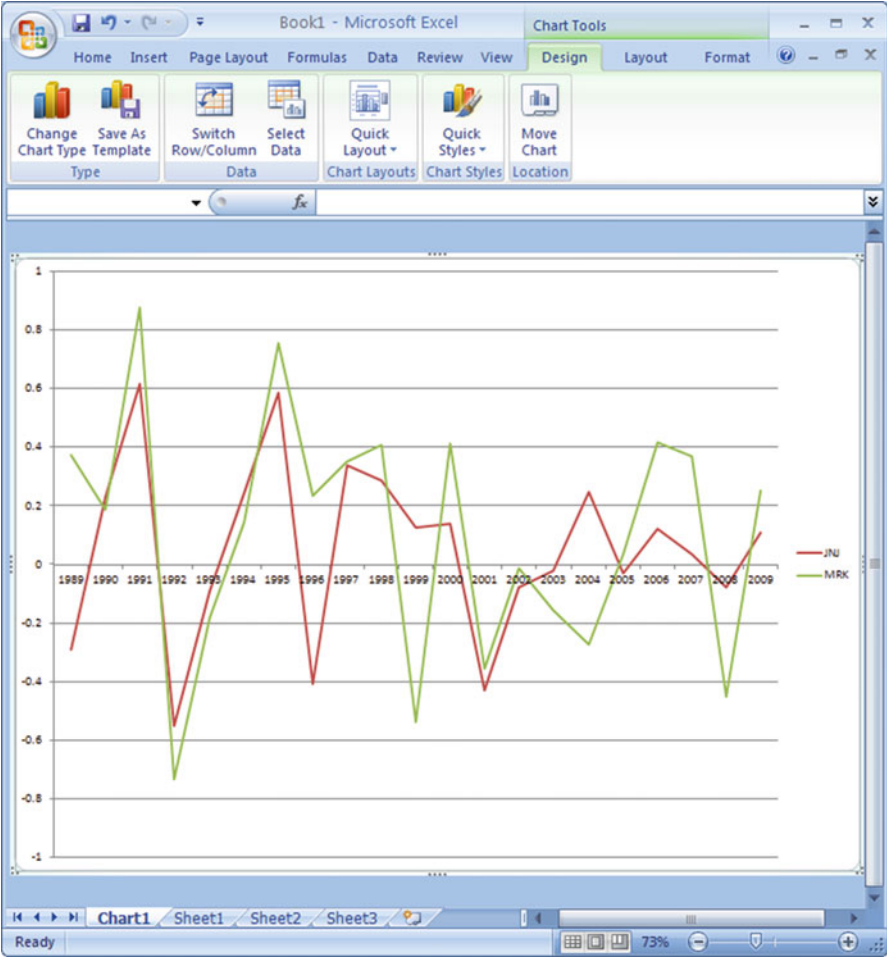 Book1 - Microsoft Excel
Chart Tools
Home Insert Page Layout Formulas Data Review View Design Layout Format
Change Chart Type
Save As Template
Switch Row/Column
Select Data
Quick Layout
Quick Styles
Move Chart
Type Data Chart Layouts Chart Styles Location
fx
1
0.8
0.6
0.4
0.2
0
-0.2
-0.4
-0.6
-0.8
-1
1989 1990 1991 1992 1993 1994 1995 1996 1997 1998 1999 2000 2001 2002 2003 2004 2005 2006 2007 2008 2009
JNJ
MRK
Chart1 Sheet1 Sheet2 Sheet3
Ready 73%